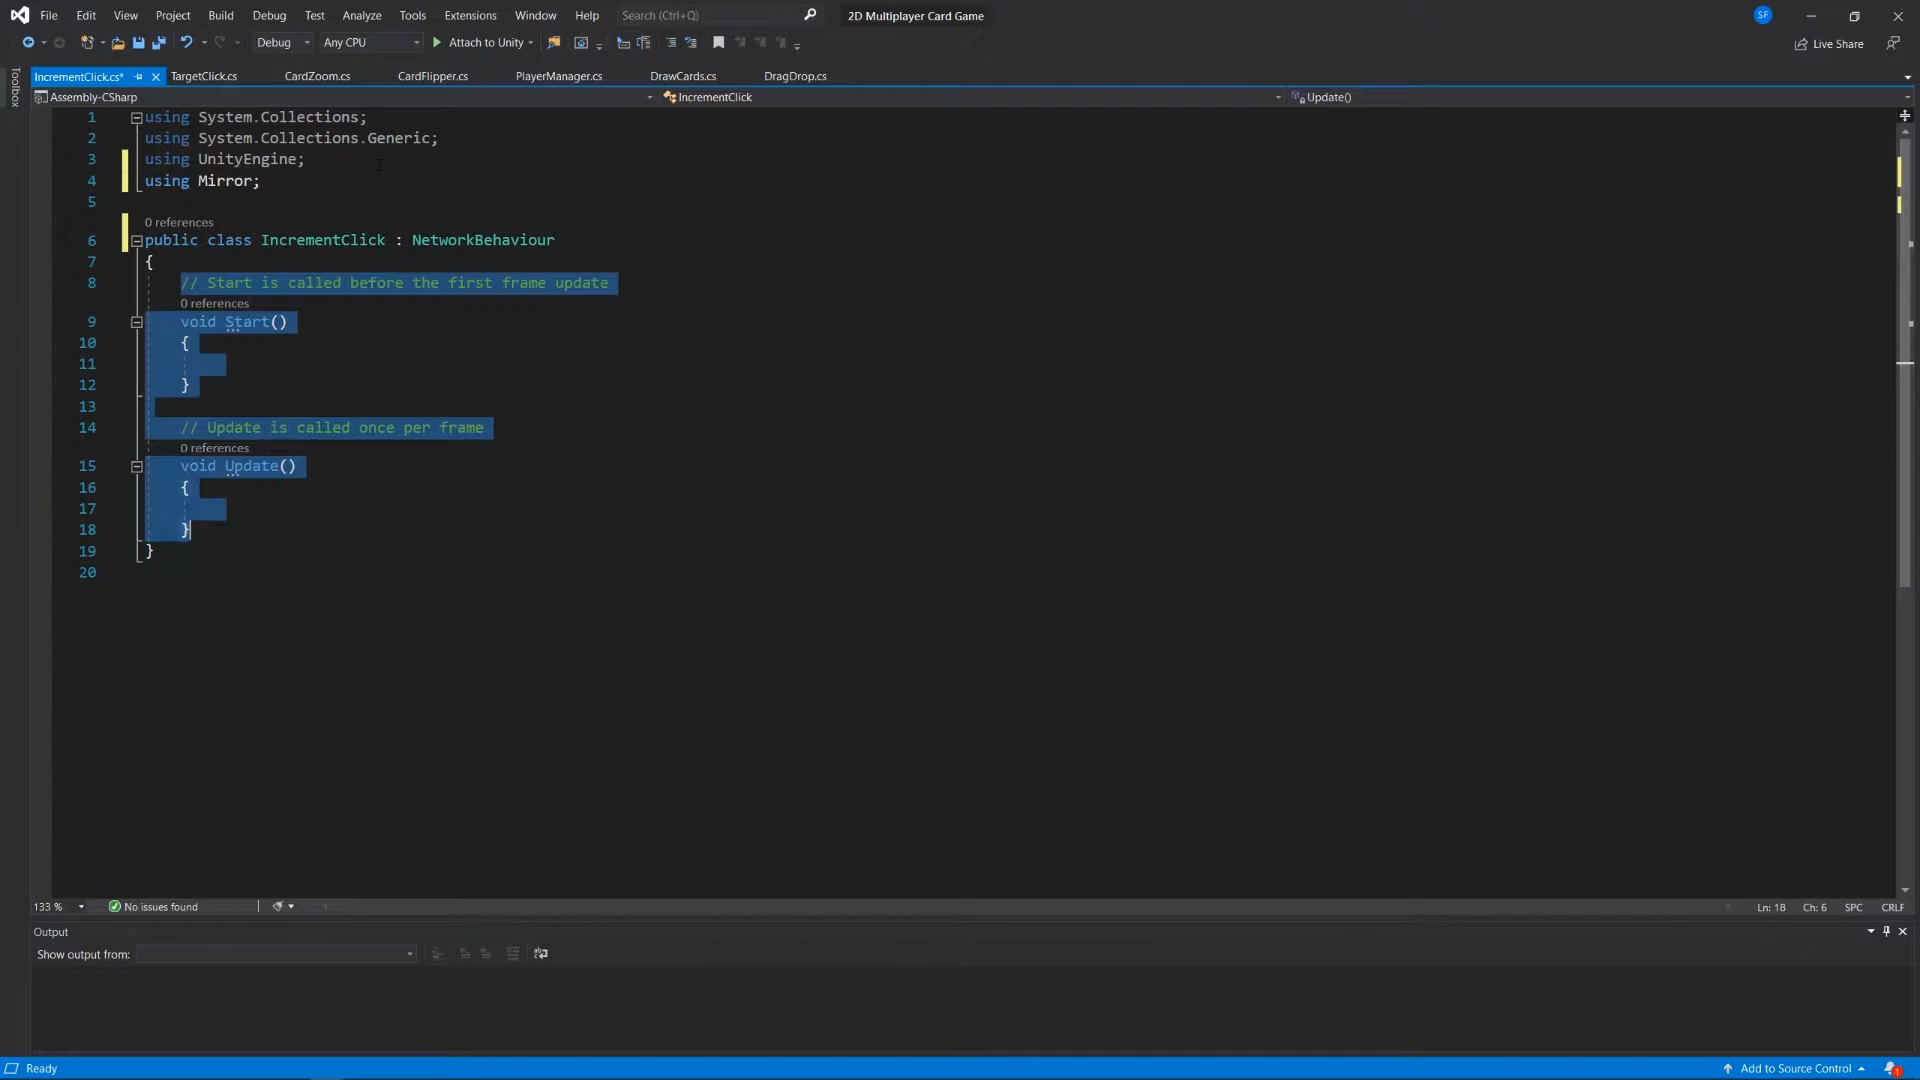 File Edit View Project Build Debug Test Analyze Tools Extensions Window Help Search (Ctrl+Q) 2D Multiplayer Card Game SF
Debug Any CPU Attach to Unity Live Share
Toolbox
IncrementClick.cs* TargetClick.cs CardZoom.cs CardFlipper.cs PlayerManager.cs DrawCards.cs DragDrop.cs
Assembly-CSharp IncrementClick Update()
1 using System.Collections;
2 using System.Collections.Generic;
3 using UnityEngine;
4 using Mirror;
5
0 references
6 public class IncrementClick : NetworkBehaviour
7 {
8 // Start is called before the first frame update
0 references
9 void Start()
10 {
11
12 }
13
14 // Update is called once per frame
0 references
15 void Update()
16 {
17
18 }
19 }
20
133 % No issues found Ln: 18 Ch: 6 SPC CRLF
Output
Show output from:
Ready Add to Source Control 1